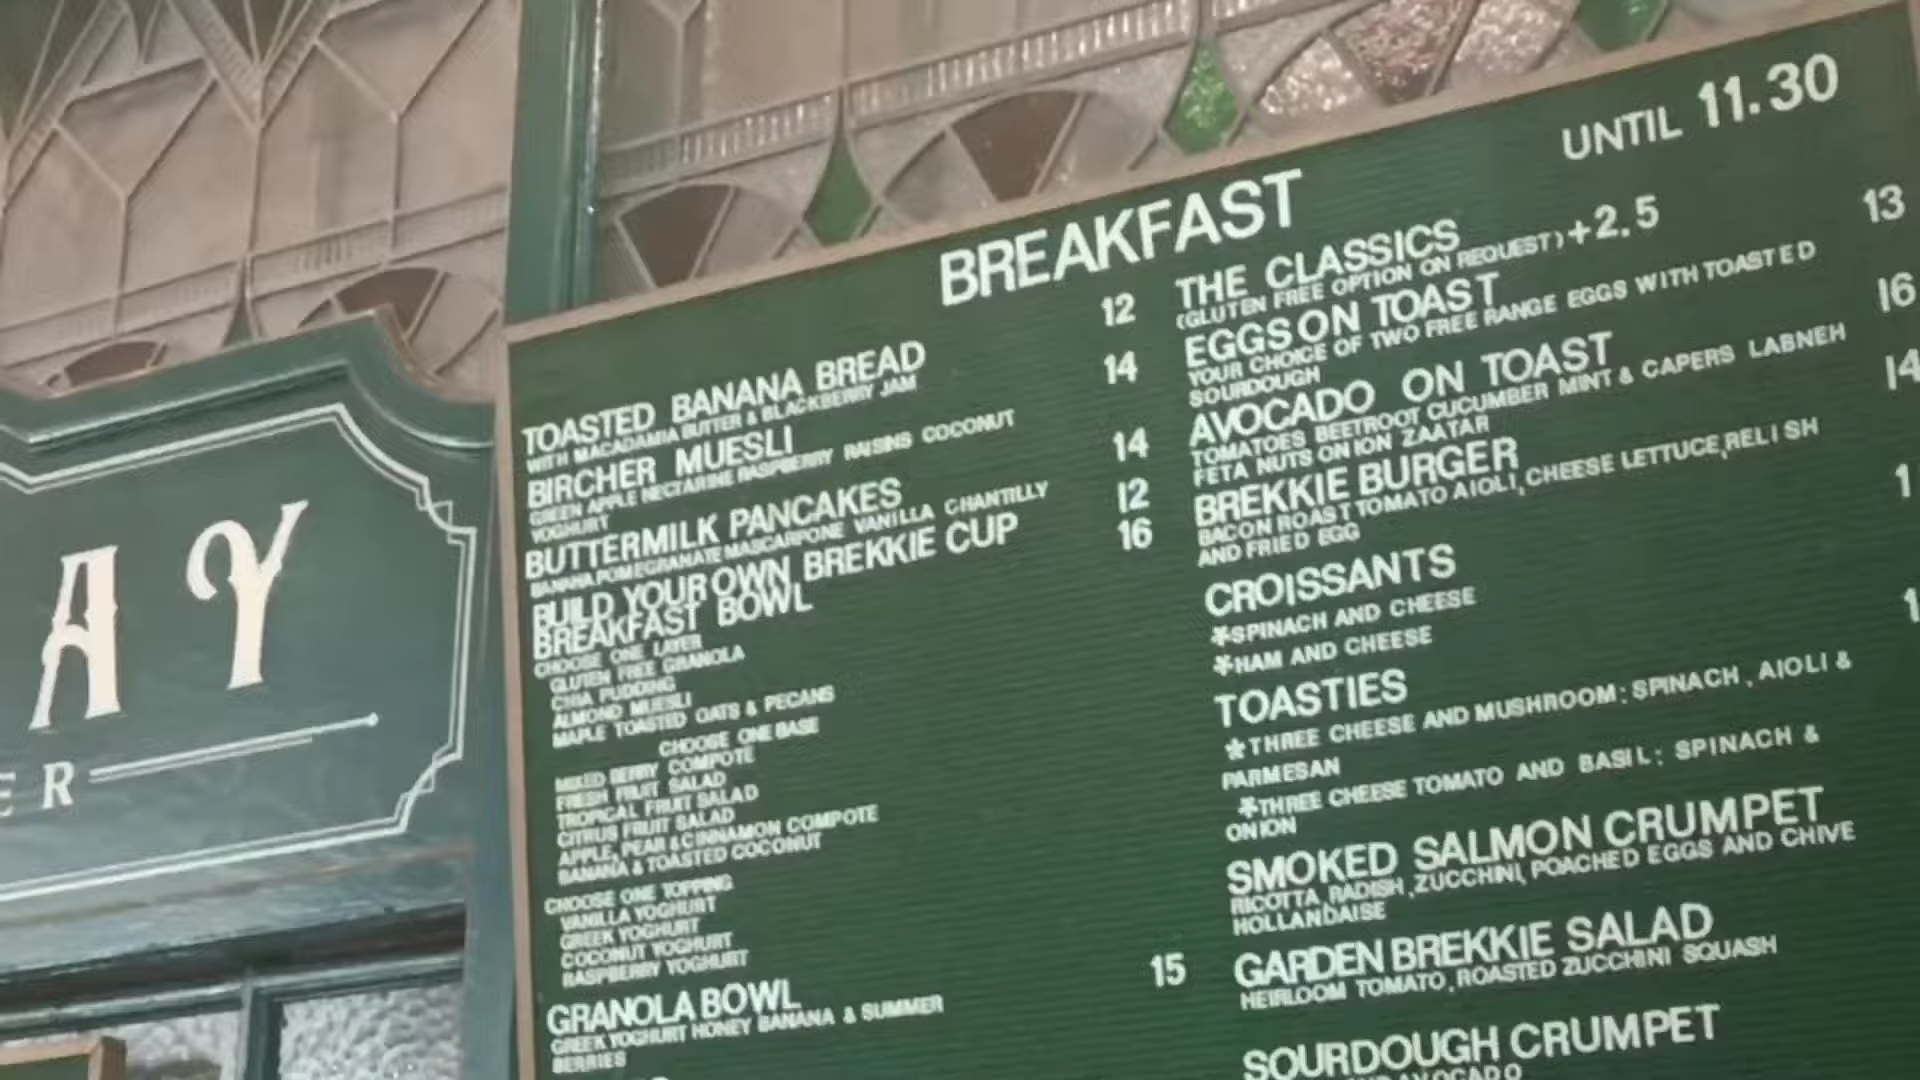 AY
ER
BREAKFAST
UNTIL 11.30
TOASTED BANANA BREAD 12
WITH MACADAMIA BUTTER & BLACKBERRY JAM
BIRCHER MUESLI 14
GREEN APPLE NECTARINE RASPBERRY RAISINS COCONUT
YOGHURT
BUTTERMILK PANCAKES 14
BANANA POMEGRANATE MASCARPONE VANILLA CHANTILLY
BUILD YOUR OWN BREKKIE CUP 12
BREAKFAST BOWL 16
CHOOSE ONE LAYER
GLUTEN FREE GRANOLA
CHIA PUDDING
ALMOND MUESLI
MAPLE TOASTED OATS & PECANS
CHOOSE ONE BASE
MIXED BERRY COMPOTE
FRESH FRUIT SALAD
TROPICAL FRUIT SALAD
CITRUS FRUIT SALAD
APPLE, PEAR & CINNAMON COMPOTE
BANANA & TOASTED COCONUT
CHOOSE ONE TOPPING
VANILLA YOGHURT
GREEK YOGHURT
COCONUT YOGHURT
RASPBERRY YOGHURT
GRANOLA BOWL 15
GREEK YOGHURT HONEY BANANA & SUMMER
BERRIES
THE CLASSICS
(GLUTEN FREE OPTION ON REQUEST) +2.5
EGGS ON TOAST 13
YOUR CHOICE OF TWO FREE RANGE EGGS WITH TOASTED
SOURDOUGH
AVOCADO ON TOAST 16
TOMATOES BEETROOT CUCUMBER MINT & CAPERS LABNEH
FETA NUTS ONION ZAATAR
BREKKIE BURGER 14
BACON ROAST TOMATO AIOLI, CHEESE LETTUCE, RELISH
AND FRIED EGG
CROISSANTS 1
*SPINACH AND CHEESE
*HAM AND CHEESE
TOASTIES 1
*THREE CHEESE AND MUSHROOM: SPINACH, AIOLI &
PARMESAN
*THREE CHEESE TOMATO AND BASIL: SPINACH &
ONION
SMOKED SALMON CRUMPET
RICOTTA, RADISH, ZUCCHINI, POACHED EGGS AND CHIVE
HOLLANDAISE
GARDEN BREKKIE SALAD
HEIRLOOM TOMATO, ROASTED ZUCCHINI SQUASH
SOURDOUGH CRUMPET
AVOCADO